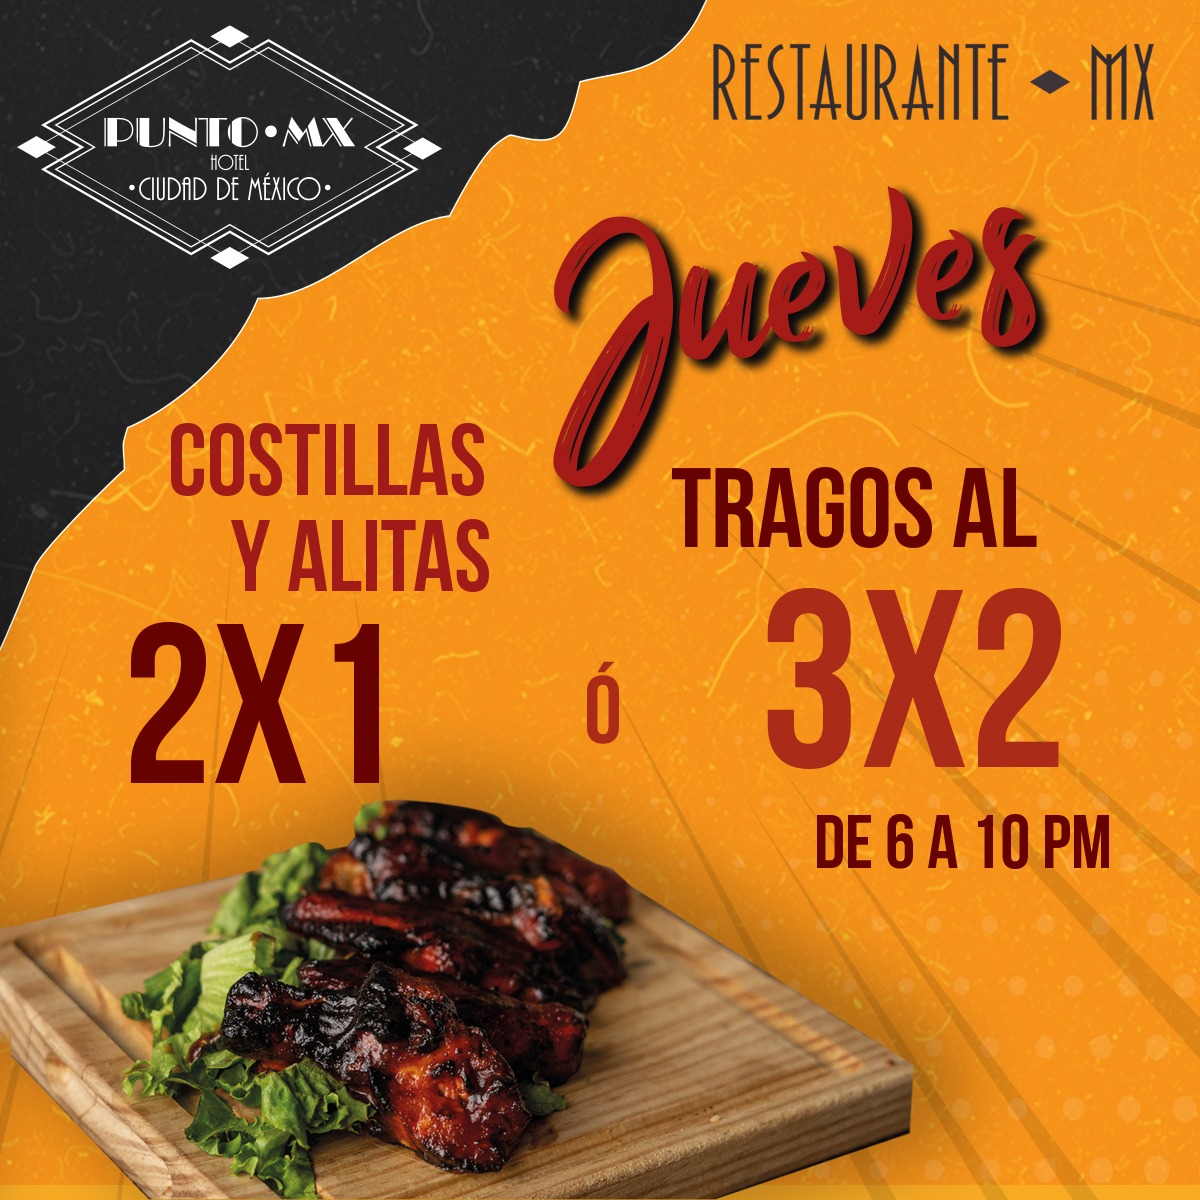 PUNTO•MX
HOTEL
•CIUDAD DE MÉXICO•
RESTAURANTE ◆ MX
Jueves
COSTILLAS
Y ALITAS
2X1
Ó
TRAGOS AL
3X2
DE 6 A 10 PM